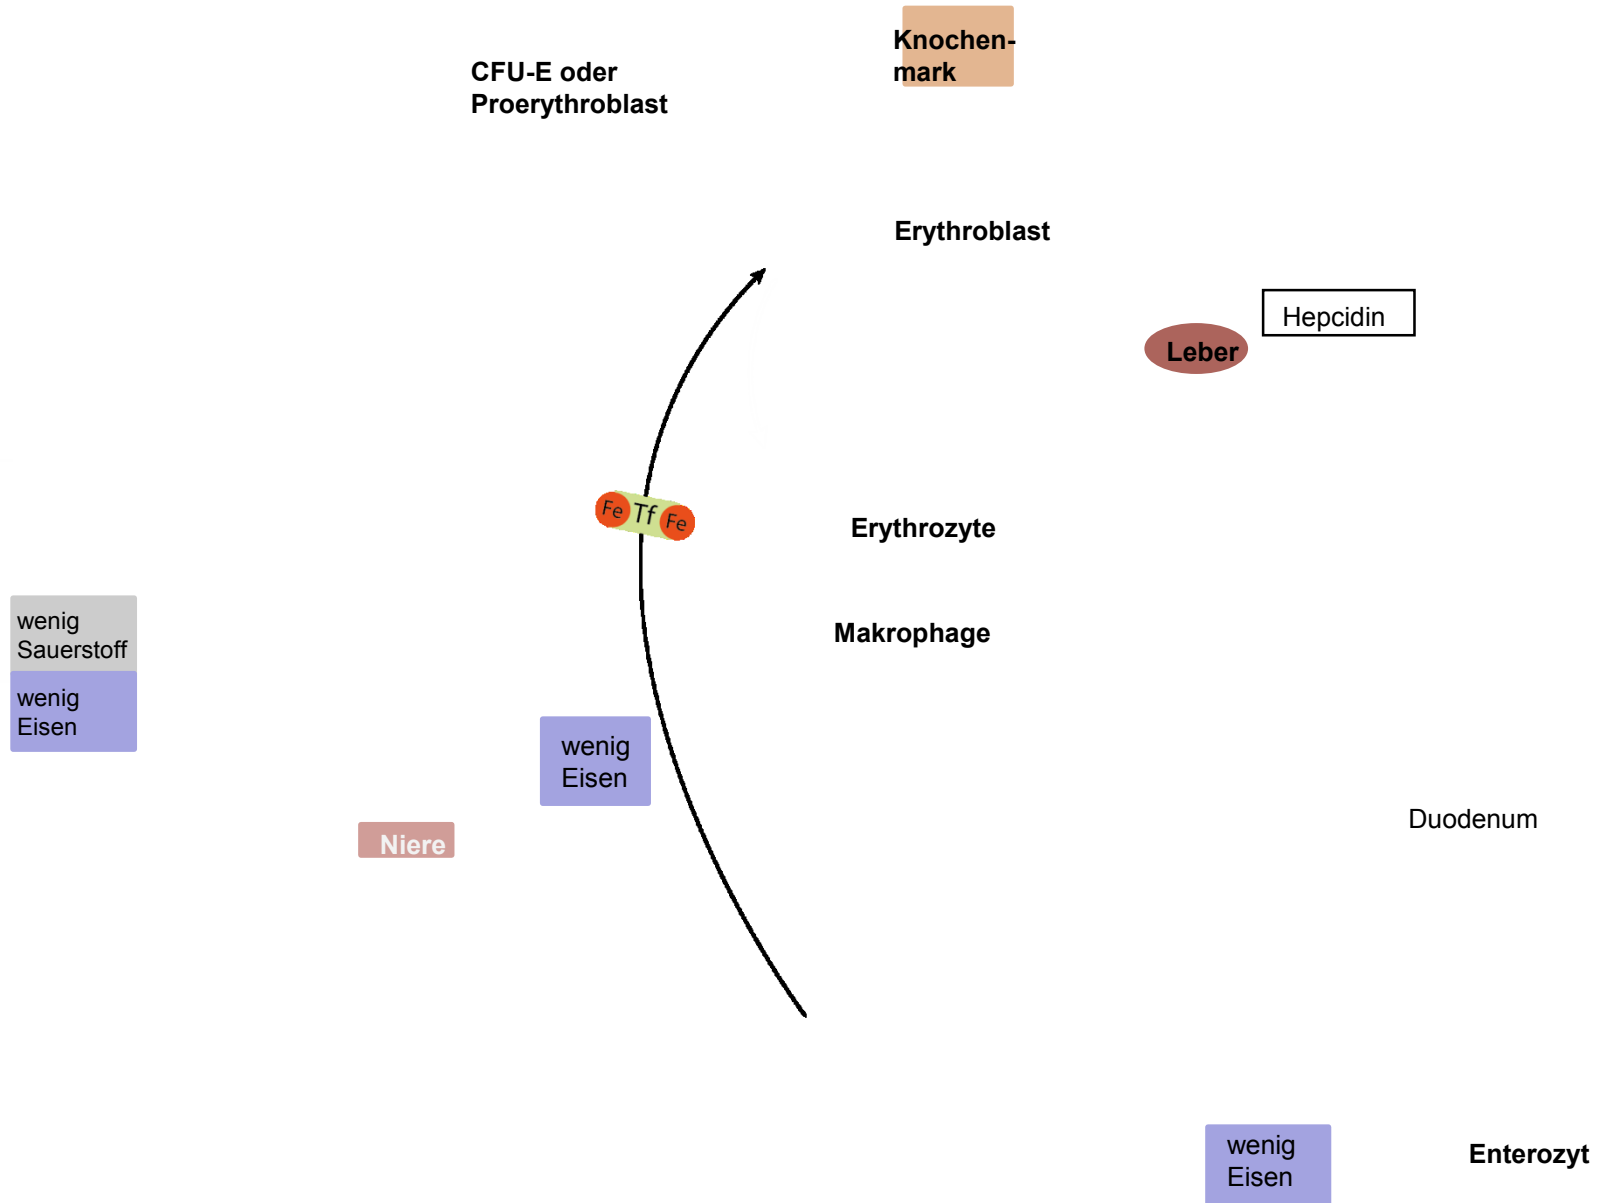 Knochen-
mark
CFU-E oder
Proerythroblast
Erythroblast
Hepcidin
Leber
Fe Tf Fe
Erythrozyte
Makrophage
wenig
Sauerstoff
wenig
Eisen
wenig
Eisen
Niere
Duodenum
wenig
Eisen
Enterozyt